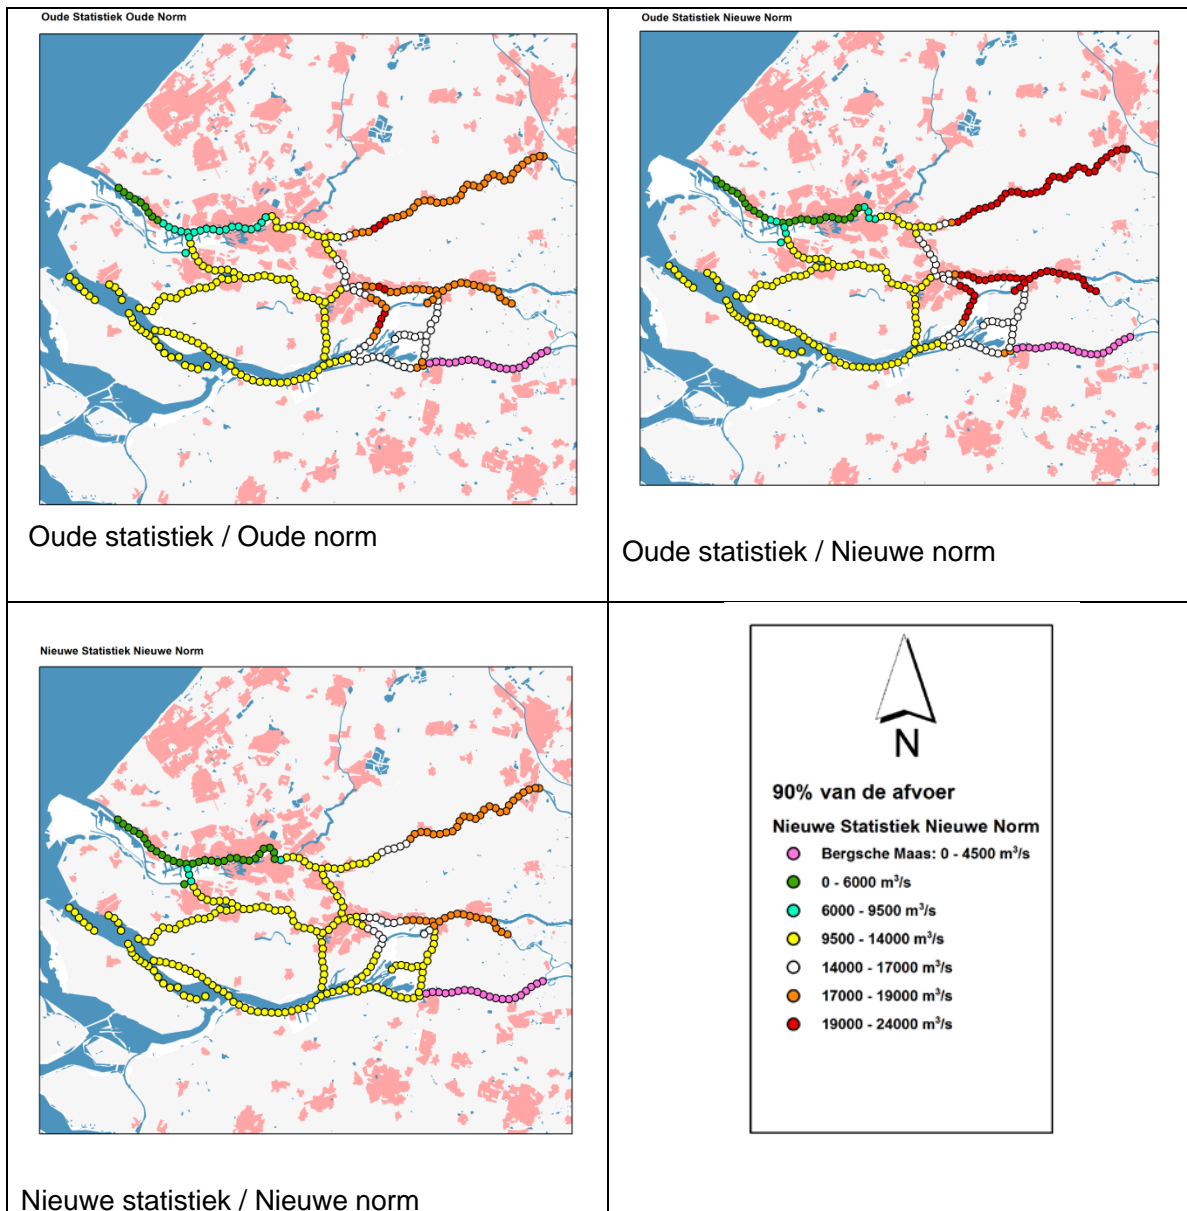 Oude Statistiek Oude Norm
Oude statistiek / Oude norm
Oude Statistiek Nieuwe Norm
Oude statistiek / Nieuwe norm
Nieuwe Statistiek Nieuwe Norm
Nieuwe statistiek / Nieuwe norm
N
90% van de afvoer
Nieuwe Statistiek Nieuwe Norm
Bergsche Maas: 0 - 4500 m³/s
0 - 6000 m³/s
6000 - 9500 m³/s
9500 - 14000 m³/s
14000 - 17000 m³/s
17000 - 19000 m³/s
19000 - 24000 m³/s